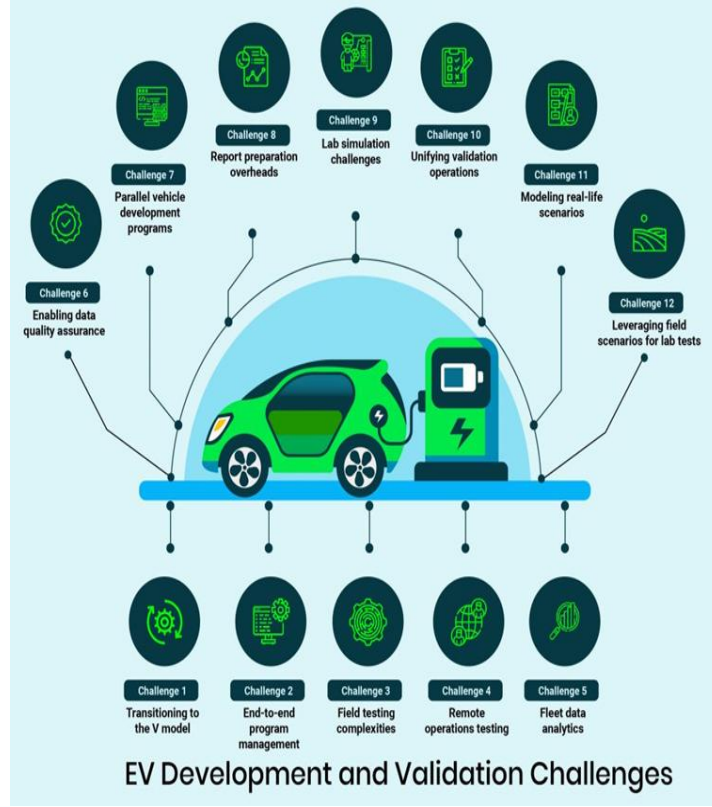 Challenge 9
Lab simulation
challenges
Challenge 8
Report preparation
overheads
Challenge 10
Unifying validation
operations
Challenge 7
Parallel vehicle
development
programs
Challenge 11
Modeling real-life
scenarios
Challenge 6
Enabling data
quality assurance
Challenge 12
Leveraging field
scenarios for lab tests
Challenge 1
Transitioning to
the V model
Challenge 2
End-to-end
program
management
Challenge 3
Field testing
complexities
Challenge 4
Remote
operations testing
Challenge 5
Fleet data
analytics
EV Development and Validation Challenges